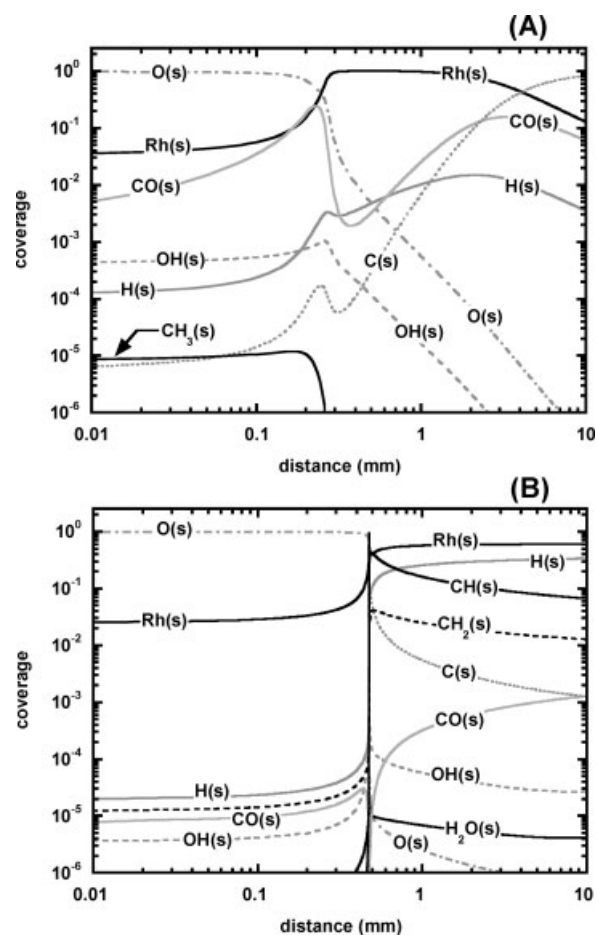 (A)
10⁰
O(s)
Rh(s)
10⁻¹
Rh(s)
CO(s)
CO(s)
10⁻²
H(s)
coverage
10⁻³
OH(s)
C(s)
10⁻⁴
H(s)
O(s)
CH₃(s)
OH(s)
10⁻⁵
10⁻⁶
0.01 0.1 1 10
distance (mm)
(B)
10⁰
O(s)
Rh(s)
H(s)
10⁻¹
CH(s)
Rh(s)
CH₂(s)
10⁻²
C(s)
coverage
10⁻³
CO(s)
10⁻⁴
OH(s)
H(s)
CO(s)
10⁻⁵
OH(s)
H₂O(s)
O(s)
10⁻⁶
0.01 0.1 1 10
distance (mm)